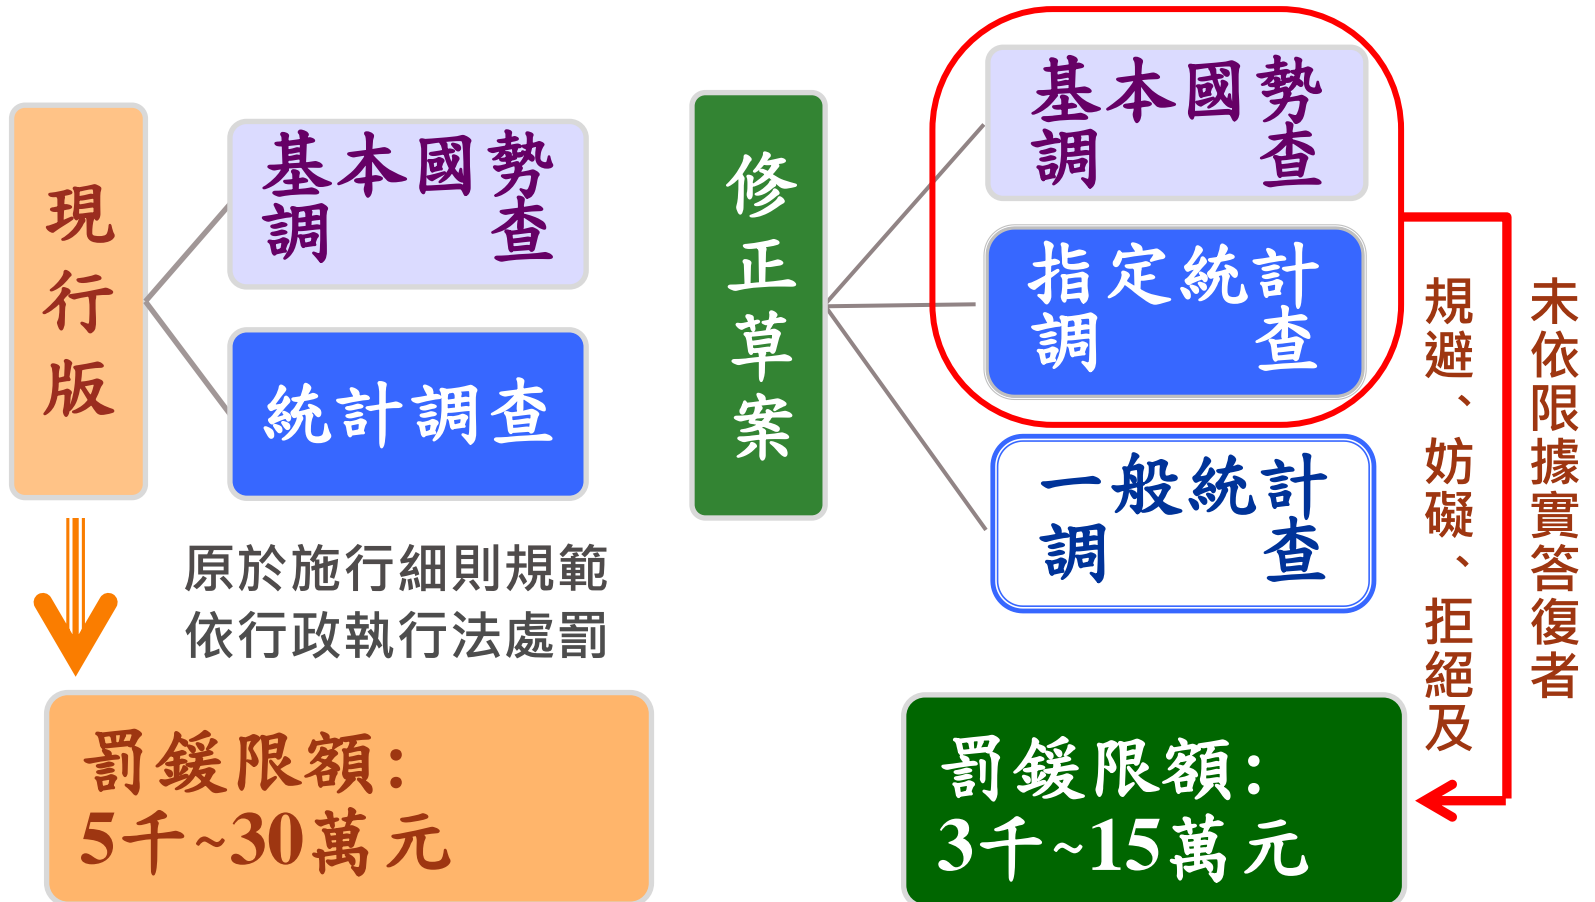 現行版
基本國勢
調查
統計調查
原於施行細則規範
依行政執行法處罰
罰鍰限額:
5千~30萬元
修正草案
基本國勢
調查
指定統計
調查
一般統計
調查
未依限據實答復者
規避、妨礙、拒絕及
罰鍰限額:
3千~15萬元